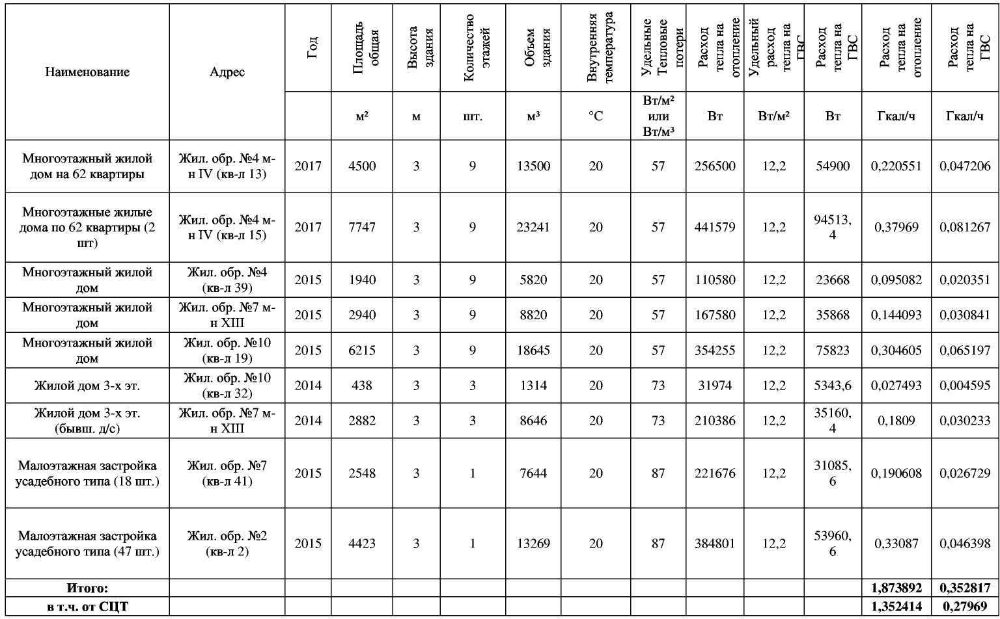 Наименование
Адрес
Год
Площадь
общая
Высота
здания
Количество
этажей
Объем
здания
Внутренняя
температура
Удельные
Тепловые
потери
Расход
тепла на
отопление
Удельный
расход
тепла на
ГВС
Расход
тепла на
ГВС
Расход
тепла на
отопление
Расход
тепла на
ГВС
м²
м
шт.
м³
°C
Вт/м²
или
Вт/м³
Вт
Вт/м²
Вт
Гкал/ч
Гкал/ч
Многоэтажный жилой
дом на 62 квартиры
Жил. обр. №4 м-
н IV (кв-л 13)
2017 4500 3 9 13500 20 57 256500 12,2 54900 0,220551 0,047206
Многоэтажные жилые
дома по 62 квартиры (2
шт)
Жил. обр. №4 м-
н IV (кв-л 15)
2017 7747 3 9 23241 20 57 441579 12,2
94513,
4
0,37969 0,081267
Многоэтажный жилой
дом
Жил. обр. №4
(кв-л 39)
2015 1940 3 9 5820 20 57 110580 12,2 23668 0,095082 0,020351
Многоэтажный жилой
дом
Жил. обр. №7 м-
н XIII
2015 2940 3 9 8820 20 57 167580 12,2 35868 0,144093 0,030841
Многоэтажный жилой
дом
Жил. обр. №10
(кв-л 19)
2015 6215 3 9 18645 20 57 354255 12,2 75823 0,304605 0,065197
Жилой дом 3-х эт.
Жил. обр. №10
(кв-л 32)
2014 438 3 3 1314 20 73 31974 12,2 5343,6 0,027493 0,004595
Жилой дом 3-х эт.
(бывш. д/с)
Жил. обр. №7 м-
н XIII
2014 2882 3 3 8646 20 73 210386 12,2
35160,
4
0,1809 0,030233
Малоэтажная застройка
усадебного типа (18 шт.)
Жил. обр. №7
(кв-л 41)
2015 2548 3 1 7644 20 87 221676 12,2
31085,
6
0,190608 0,026729
Малоэтажная застройка
усадебного типа (47 шт.)
Жил. обр. №2
(кв-л 2)
2015 4423 3 1 13269 20 87 384801 12,2
53960,
6
0,33087 0,046398
Итого: 1,873892 0,352817
в т.ч. от СЦТ 1,352414 0,27969